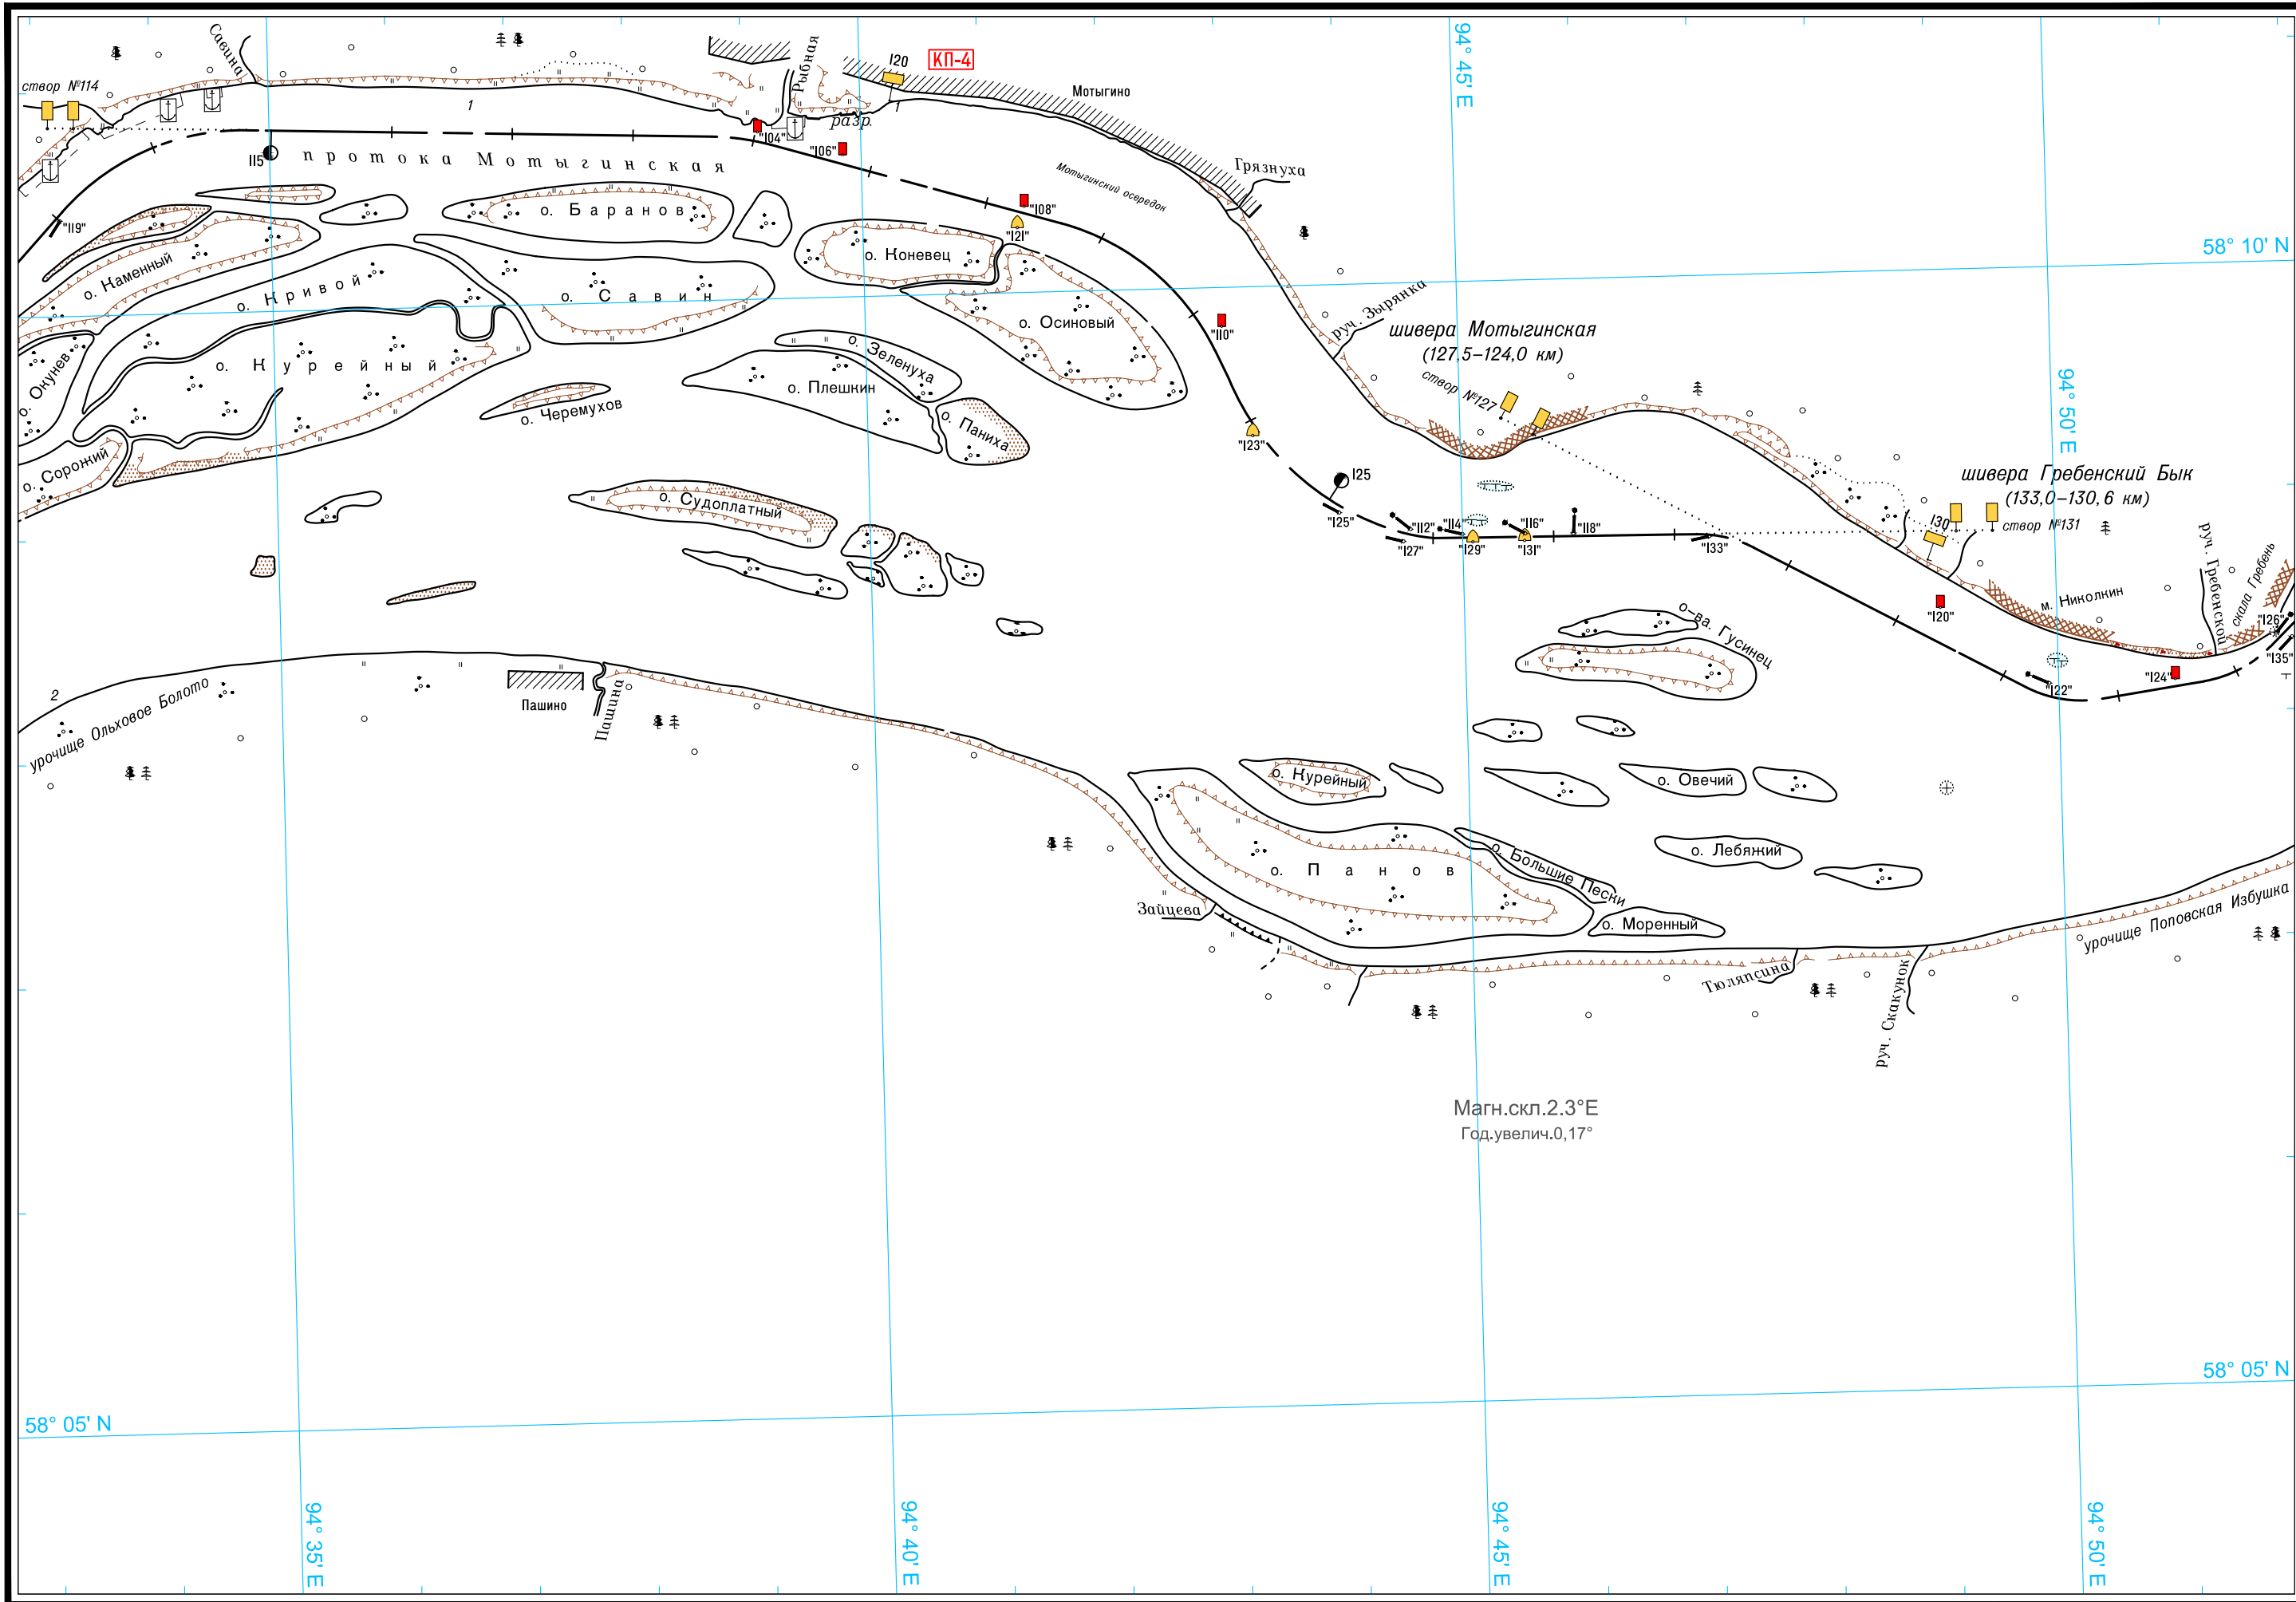 Савина
створ №114
1
Рыбная
120
КП-4
Мотыгино
1
разр.
94° 45' E
"104"
"106"
115
протока Мотыгинская
Мотыгинский осередок
Грязнуха
"119"
о. Баранов
"108"
"121"
58° 10' N
о. Каменный
о. Кривой
о. Савин
о. Коневец
о. Осиновый
"110"
руч. Зырянка
шивера Мотыгинская
(127,5–124,0 км)
створ №127
о. Окунев
о. Курейный
о. Зеленуха
о. Плешкин
о. Черемухов
о. Паниха
"123"
94° 50' E
о. Сорожий
о. Судоплатный
125
"125"
"112"
"114"
"116"
"118"
"127"
"129"
"131"
"133"
шивера Гребенский Бык
(133,0–130,6 км)
130
створ №131
руч. Гребенской
скала Гребень
"120"
м. Николкин
"126"
"135"
"124"
"122"
о-ва. Гусинец
2
урочище Ольховое Болото
Пашино
Пашина
о. Курейный
о. Овечий
о. Лебяжий
о. Панов
о. Большие Пески
о. Моренный
Зайцева
Тюляпсина
руч. Скакунок
урочище Поповская Избушка
Магн.скл.2.3°E
Год.увелич.0,17°
58° 05' N
58° 05' N
94° 35' E
94° 40' E
94° 45' E
94° 50' E